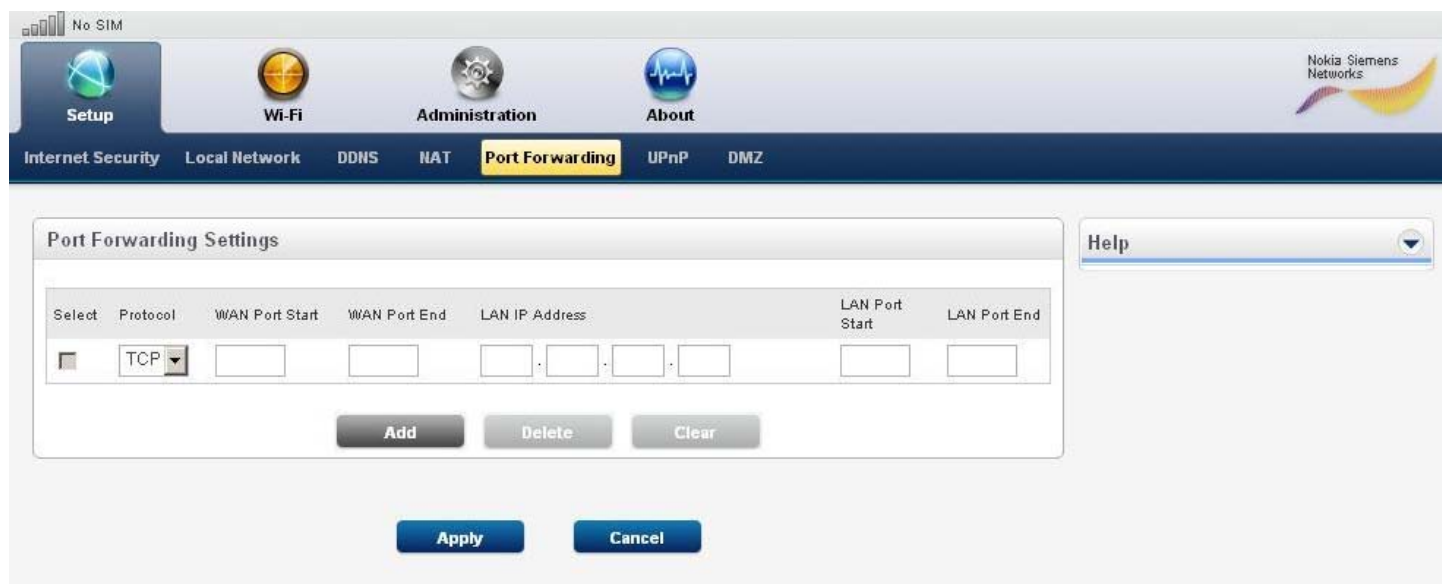 No SIM
Setup Wi-Fi Administration About
Nokia Siemens
Networks
Internet Security Local Network DDNS NAT Port Forwarding UPnP DMZ
Port Forwarding Settings
Help
Select Protocol WAN Port Start WAN Port End LAN IP Address LAN Port Start LAN Port End
TCP . . .
Add Delete Clear
Apply Cancel